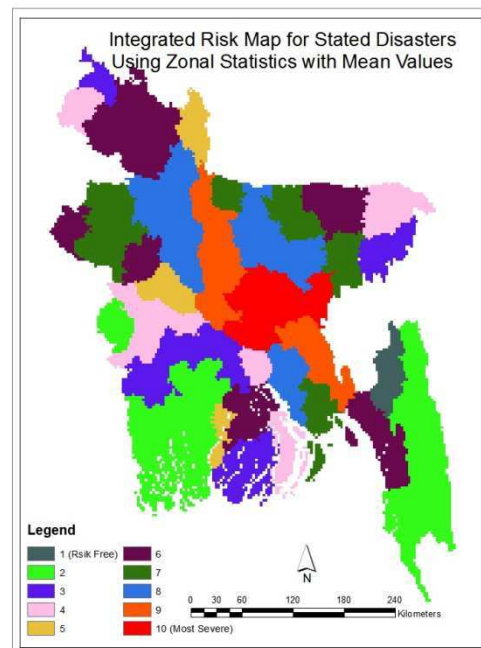 Integrated Risk Map for Stated Disasters
Using Zonal Statistics with Mean Values
Legend
1 (Rsik Free)
2
3
4
5
6
7
8
9
10 (Most Severe)
N
0 30 60 120 180 240
Kilometers